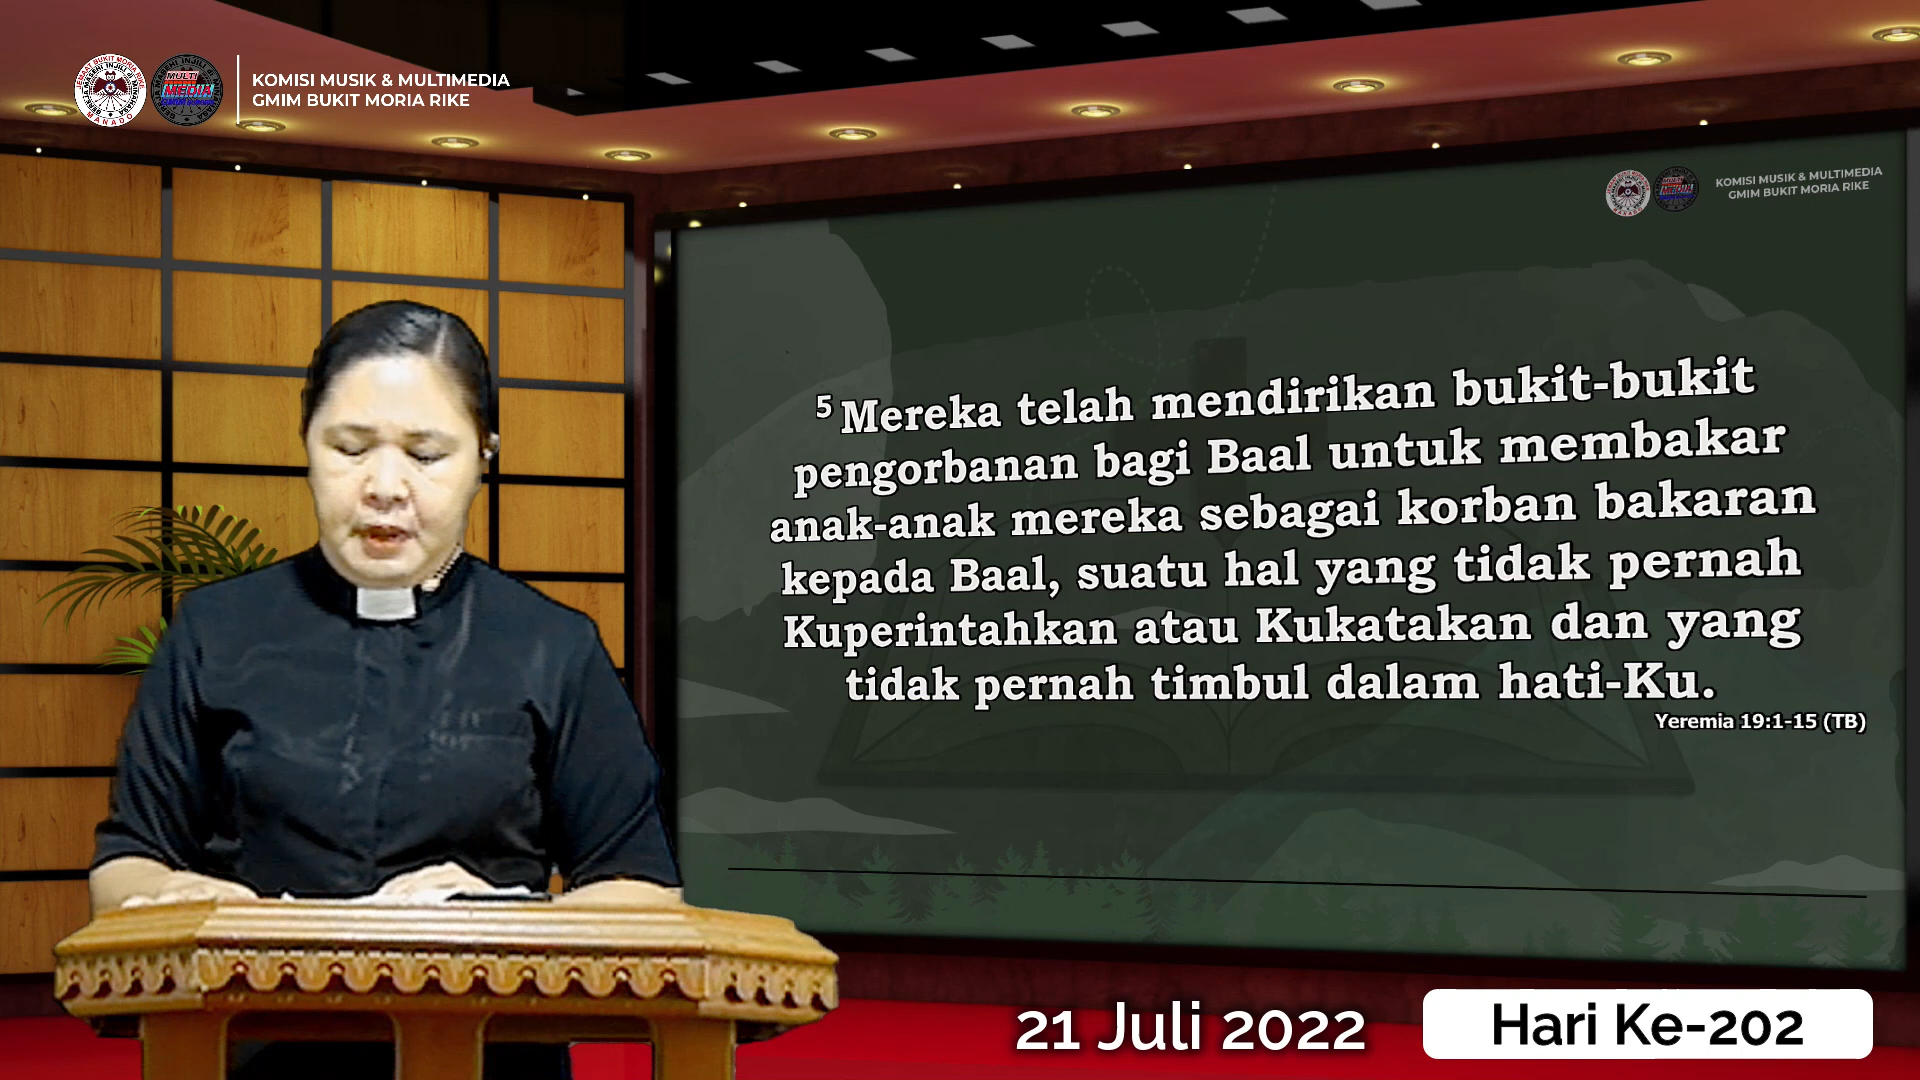 KOMISI MUSIK & MULTIMEDIA
GMIM BUKIT MORIA RIKE
MULTI
MEDIA
MANADO
KOMISI MUSIK & MULTIMEDIA
GMIM BUKIT MORIA RIKE
5 Mereka telah mendirikan bukit-bukit
pengorbanan bagi Baal untuk membakar
anak-anak mereka sebagai korban bakaran
kepada Baal, suatu hal yang tidak pernah
Kuperintahkan atau Kukatakan dan yang
tidak pernah timbul dalam hati-Ku.
Yeremia 19:1-15 (TB)
21 Juli 2022
Hari Ke-202